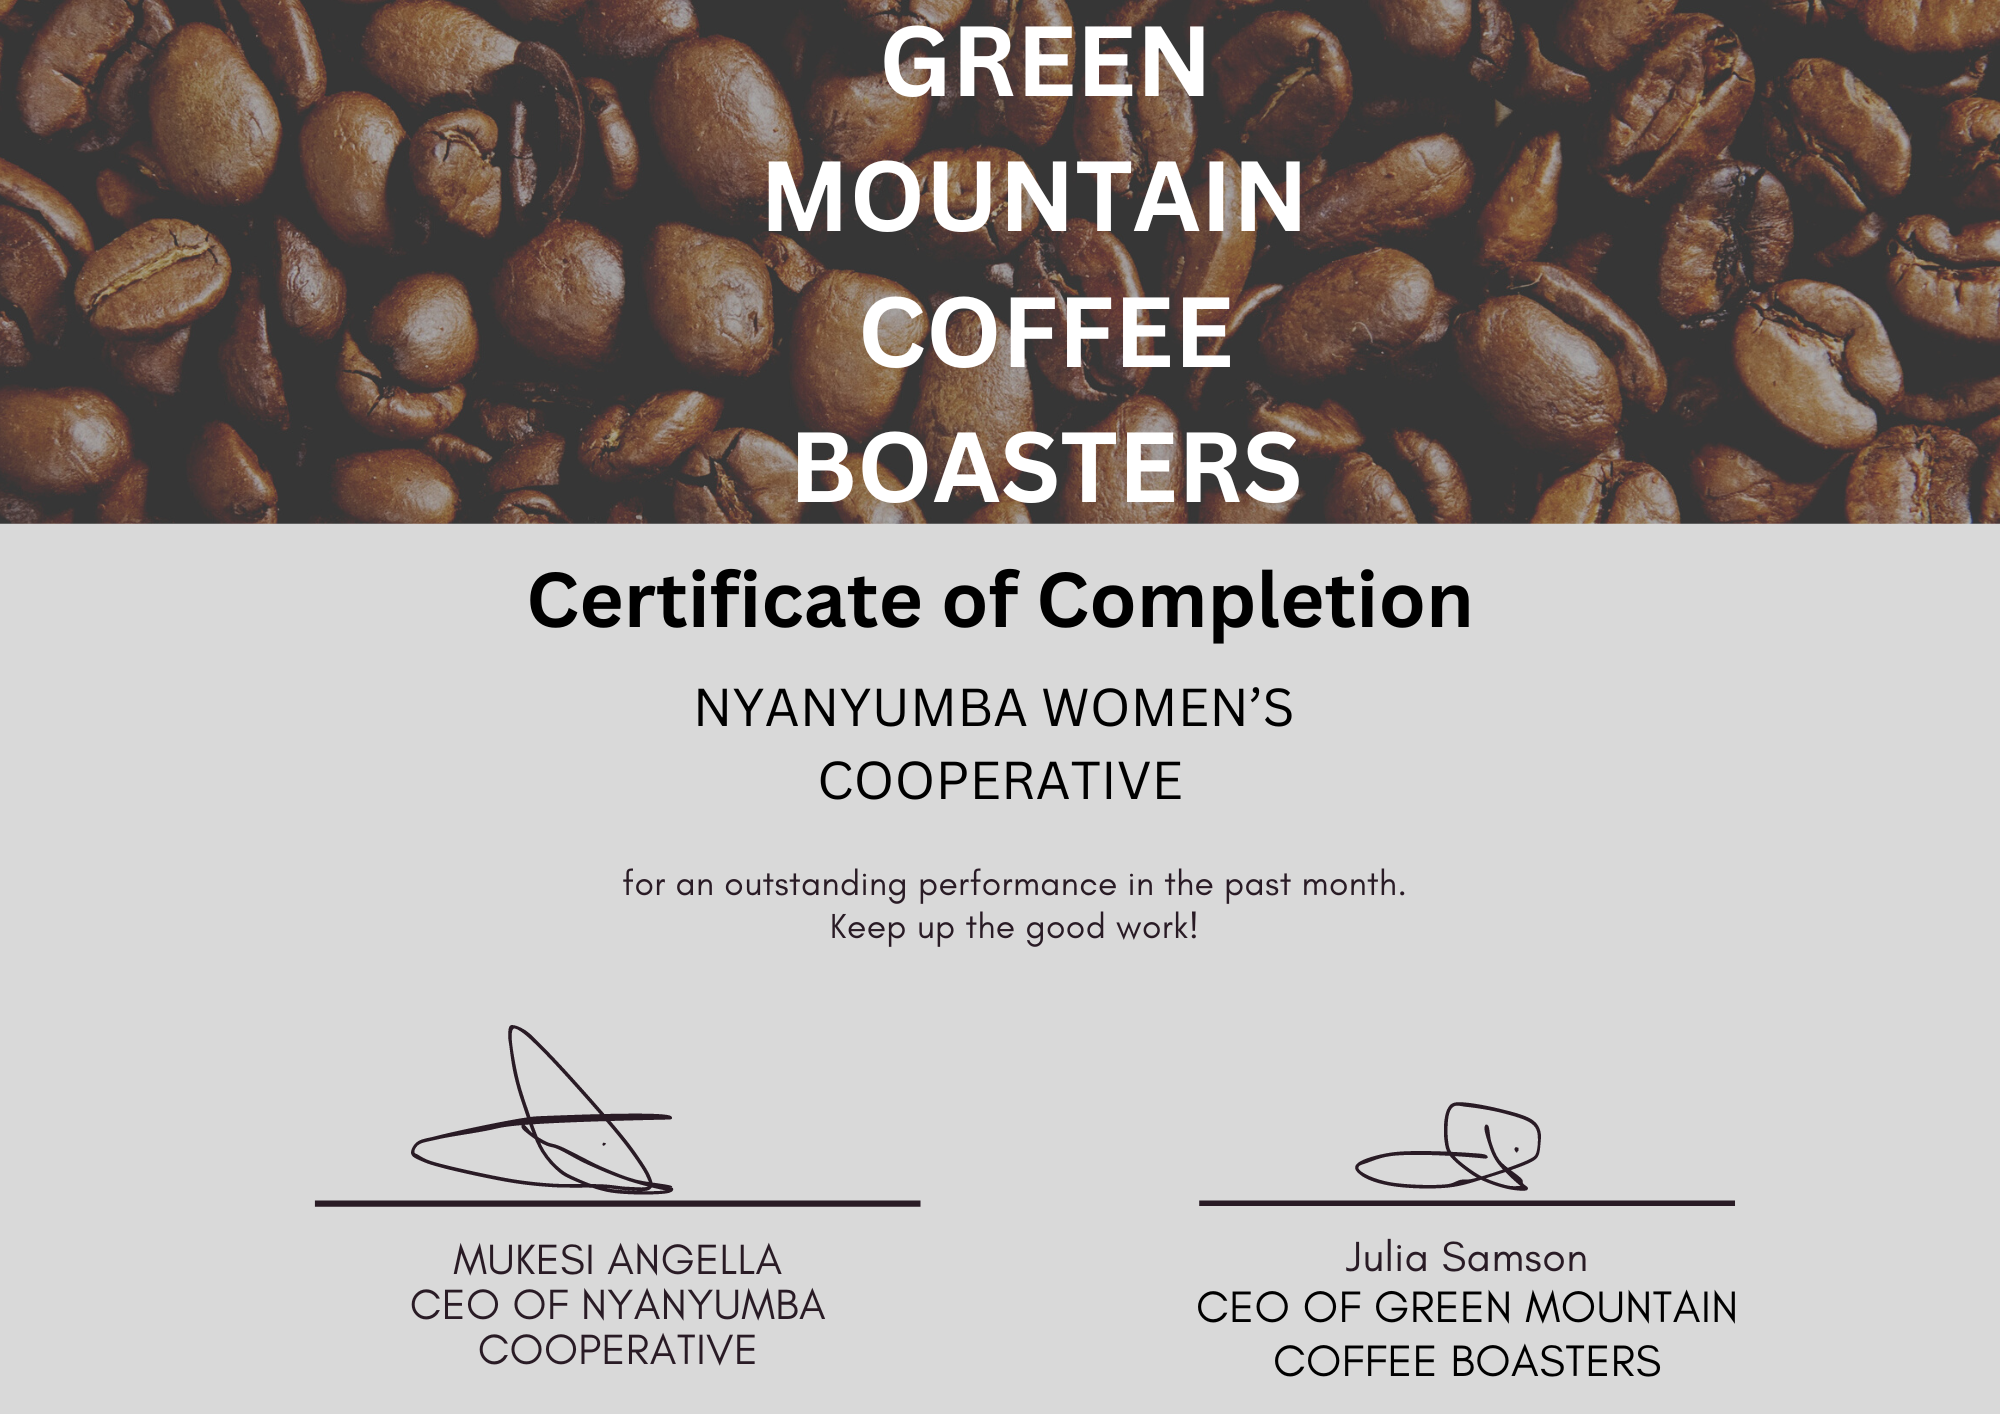 GREEN
MOUNTAIN
COFFEE
BOASTERS
Certificate of Completion
NYANYUMBA WOMEN’S
COOPERATIVE
for an outstanding performance in the past month.
Keep up the good work!
MUKESI ANGELLA
CEO OF NYANYUMBA
COOPERATIVE
Julia Samson
CEO OF GREEN MOUNTAIN
COFFEE BOASTERS